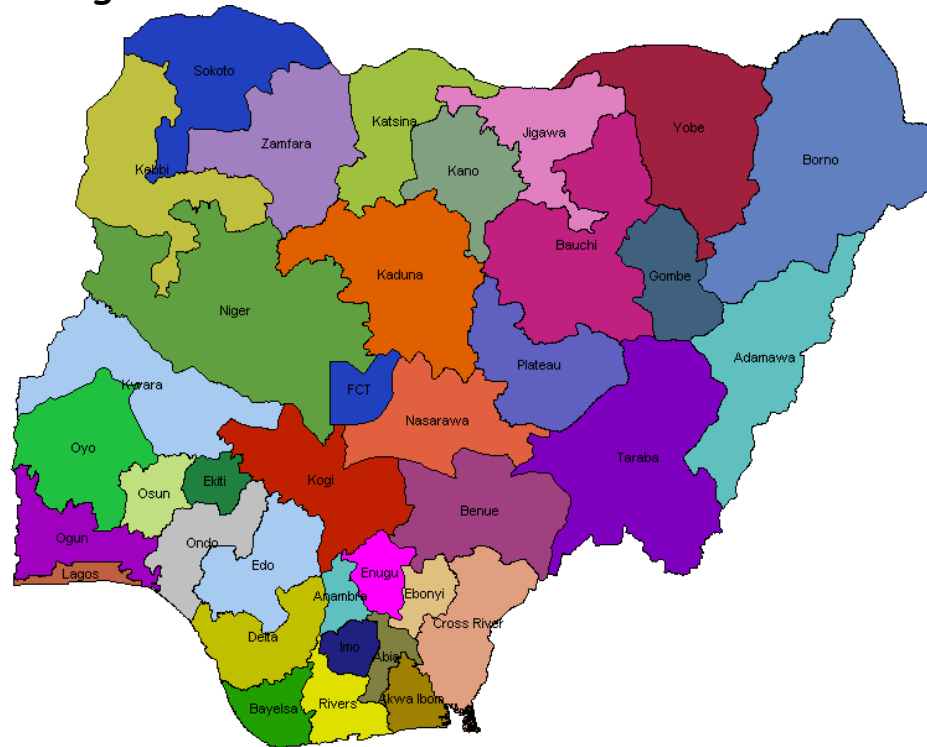 Sokoto
Katsina
Yobe
Jigawa
Zamfara
Borno
Kebbi
Kano
Bauchi
Kaduna
Gombe
Niger
Adamawa
Plateau
Kwara
FCT
Nasarawa
Oyo
Taraba
Kogi
Ekiti
Osun
Benue
Ogun
Ondo
Edo
Lagos
Enugu
Anambra
Ebonyi
Cross River
Delta
Imo
Abia
Akwa Ibom
Rivers
Bayelsa